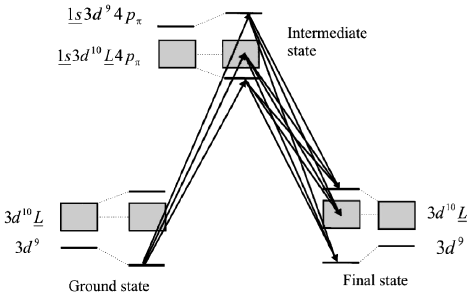 1s3d⁹4pπ
Intermediate
state
1s3d¹⁰L4pπ
3d¹⁰L
3d⁹
3d¹⁰L
3d⁹
Ground state
Final state